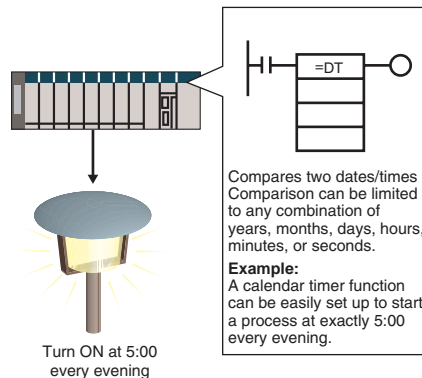 =DT
Compares two dates/times
Comparison can be limited
to any combination of
years, months, days, hours,
minutes, or seconds.
Example:
A calendar timer function
can be easily set up to start
a process at exactly 5:00
every evening.
Turn ON at 5:00
every evening